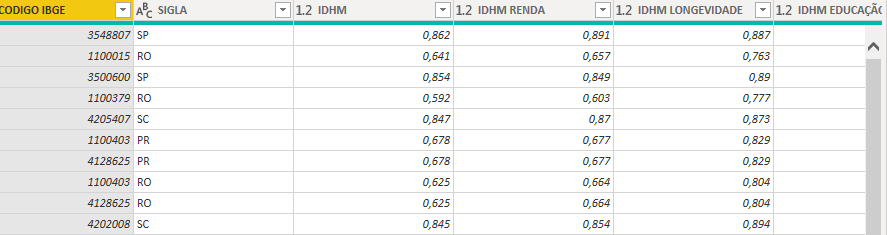 CODIGO IBGE ABC SIGLA 1.2 IDHM 1.2 IDHM RENDA 1.2 IDHM LONGEVIDADE 1.2 IDHM EDUCAÇÃO
3548807 SP 0,862 0,891 0,887
1100015 RO 0,641 0,657 0,763
3500600 SP 0,854 0,849 0,89
1100379 RO 0,592 0,603 0,777
4205407 SC 0,847 0,87 0,873
1100403 PR 0,678 0,677 0,829
4128625 PR 0,678 0,677 0,829
1100403 RO 0,625 0,664 0,804
4128625 RO 0,625 0,664 0,804
4202008 SC 0,845 0,854 0,894